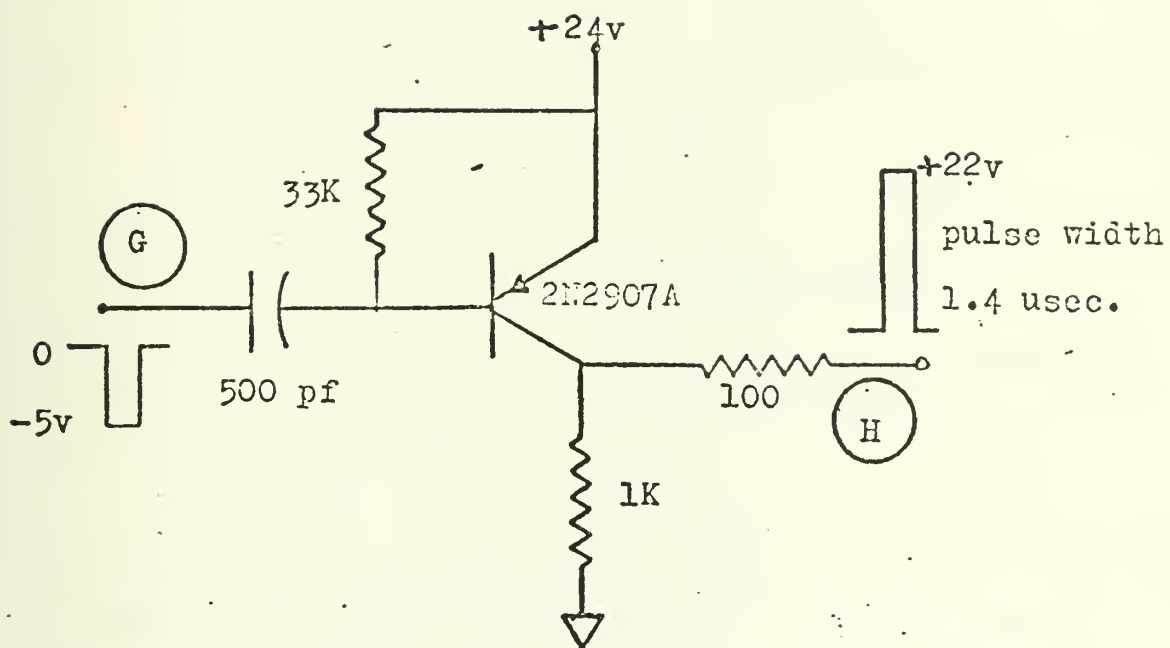 +24v
33K
G
2N2907A
+22v
pulse width
1.4 usec.
0
-5v
500 pf
100
H
1K